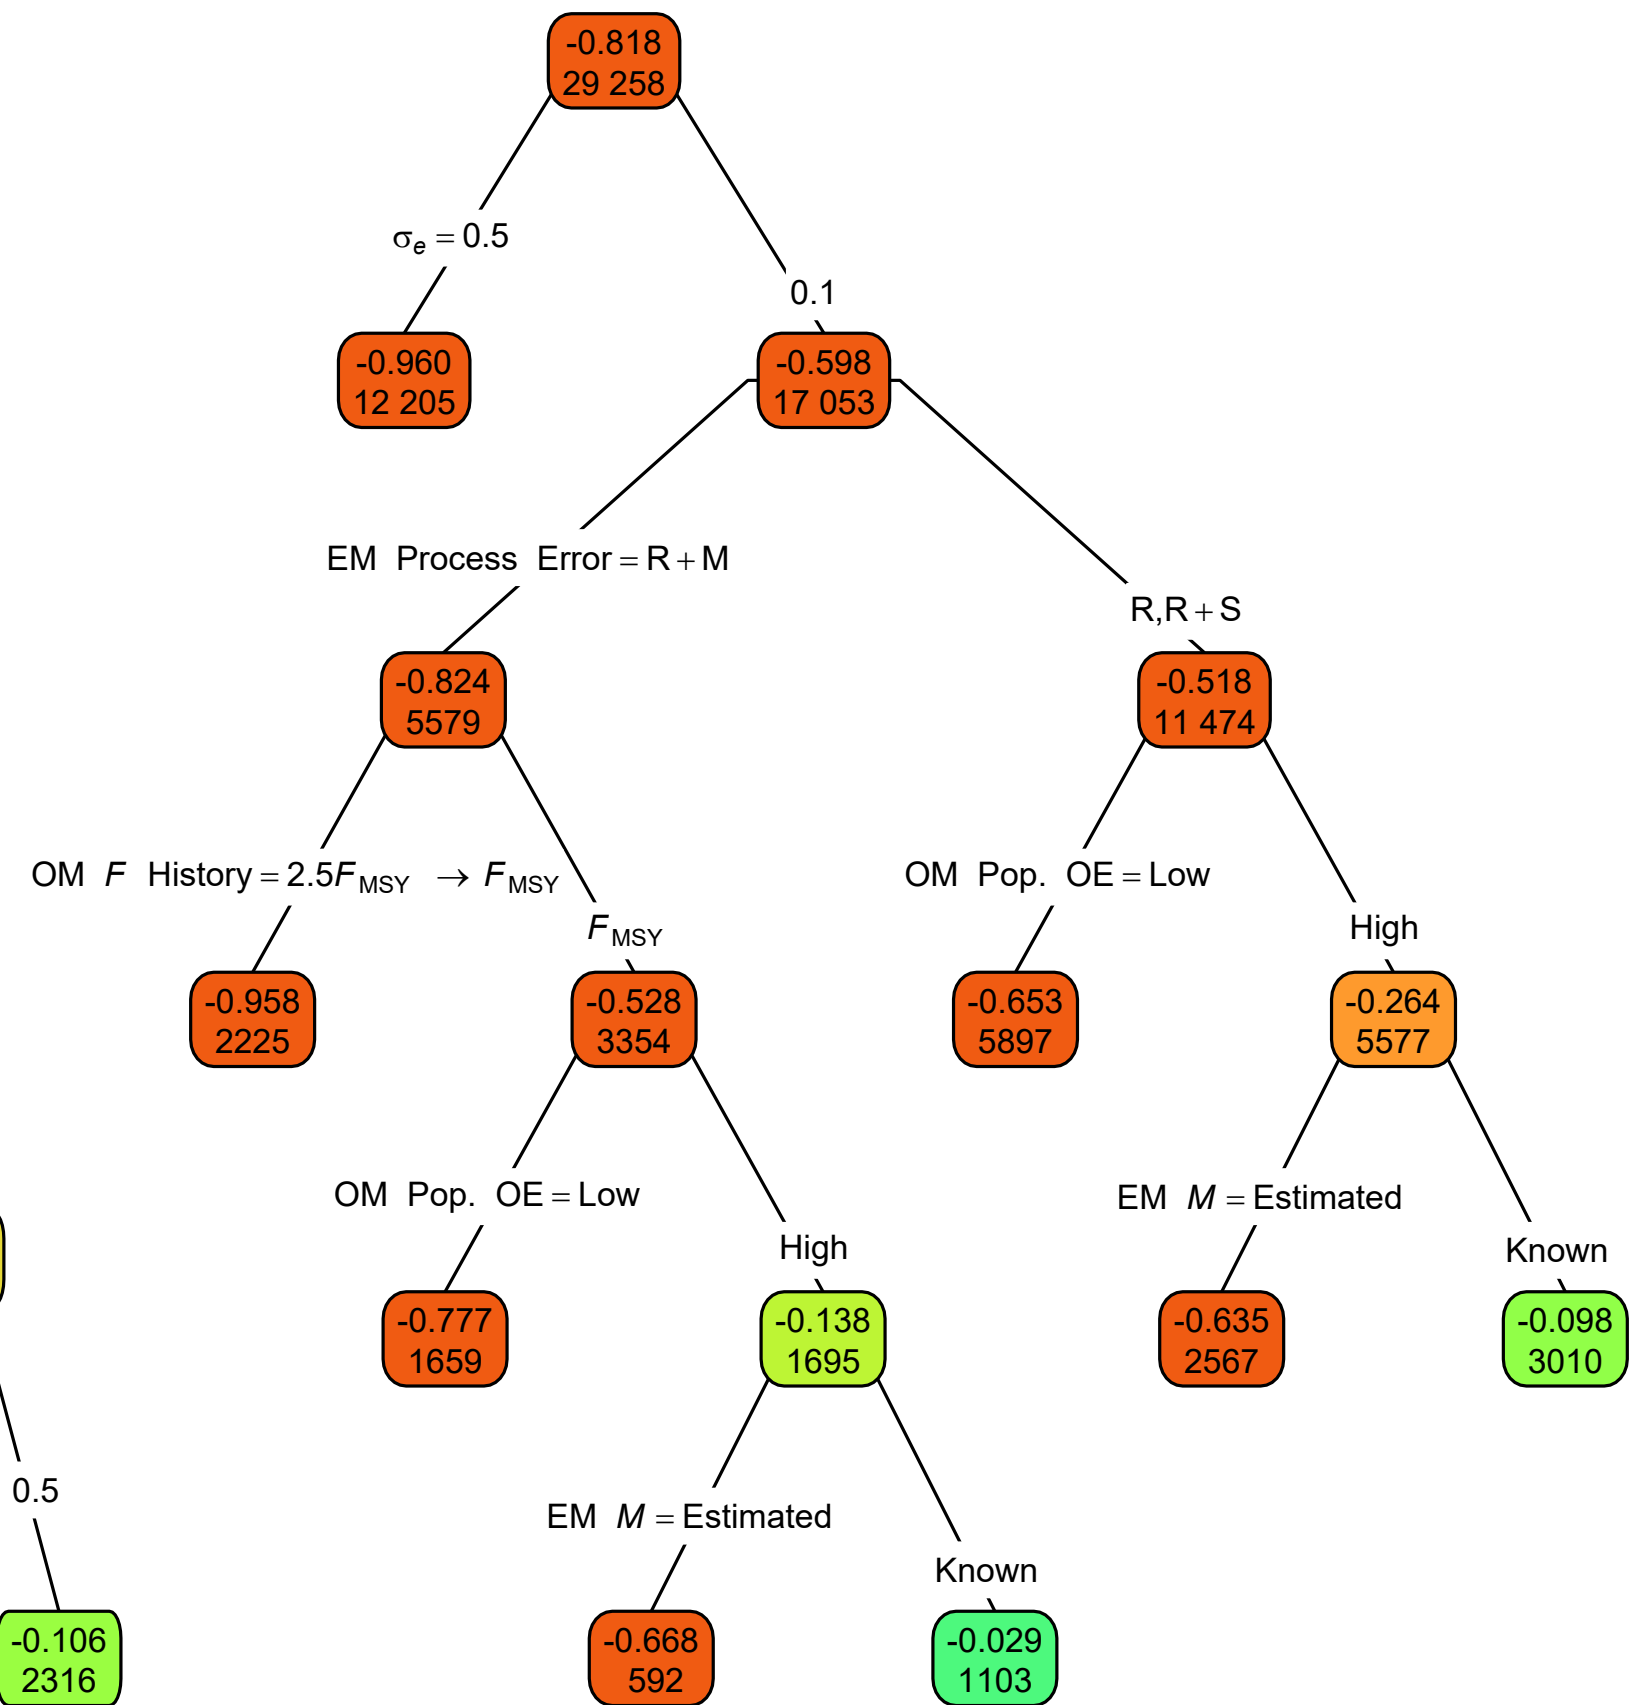 -0.818
29 258
σe = 0.5
0.1
-0.960
12 205
-0.598
17 053
EM Process Error = R + M
R,R + S
-0.824
5579
-0.518
11 474
OM F History = 2.5FMSY → FMSY
FMSY
OM Pop. OE = Low
High
-0.958
2225
-0.528
3354
-0.653
5897
-0.264
5577
OM Pop. OE = Low
High
EM M = Estimated
Known
-0.777
1659
-0.138
1695
-0.635
2567
-0.098
3010
0.5
EM M = Estimated
Known
-0.106
2316
-0.668
592
-0.029
1103